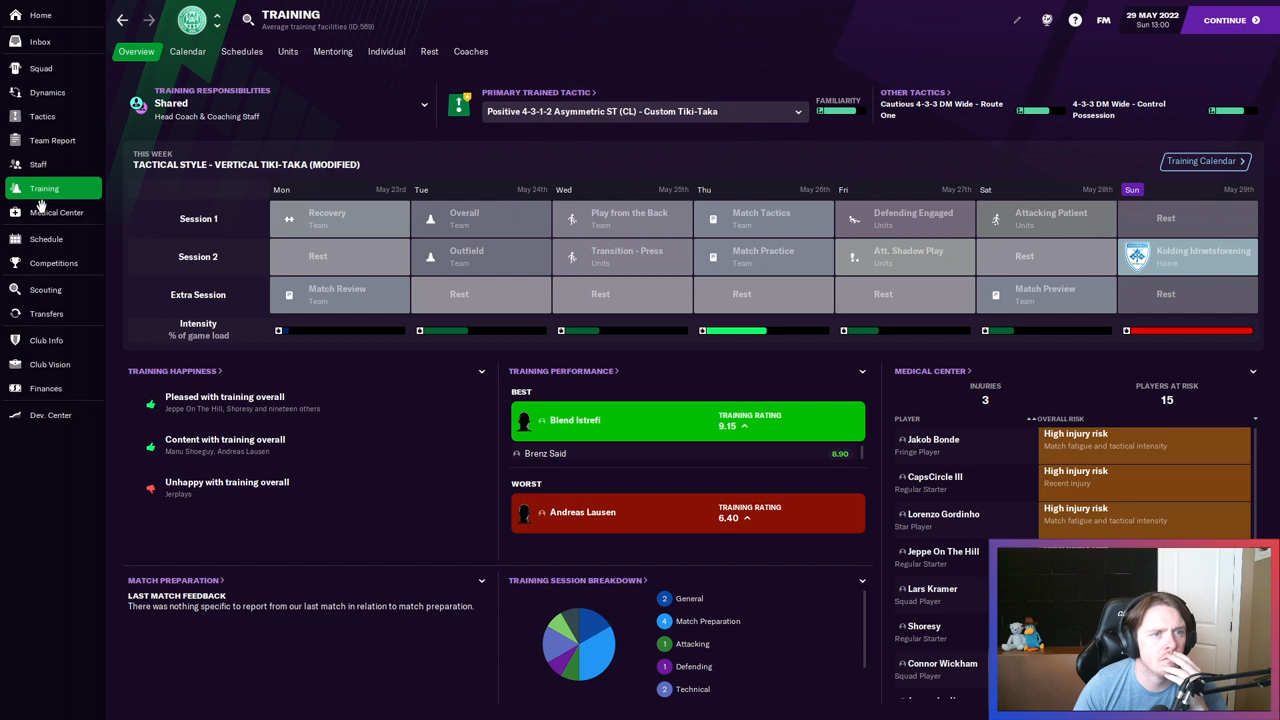 Home
Inbox
Squad
Dynamics
Tactics
Team Report
Staff
Training
Medical Center
Schedule
Competitions
Scouting
Transfers
Club Info
Club Vision
Finances
Dev. Center
TRAINING
Average training facilities (ID:569)
FM
29 MAY 2022
Sun 13:00
CONTINUE
Overview Calendar Schedules Units Mentoring Individual Rest Coaches
TRAINING RESPONSIBILITIES
Shared
Head Coach & Coaching Staff
PRIMARY TRAINED TACTIC
Positive 4-3-1-2 Asymmetric ST (CL) - Custom Tiki-Taka
FAMILIARITY
OTHER TACTICS
Cautious 4-3-3 DM Wide - Route One
4-3-3 DM Wide - Control Possession
THIS WEEK
TACTICAL STYLE - VERTICAL TIKI-TAKA (MODIFIED)
Training Calendar
Mon May 23rd Tue May 24th Wed May 25th Thu May 26th Fri May 27th Sat May 28th Sun May 29th
Session 1
Recovery
Team
Overall
Team
Play from the Back
Team
Match Tactics
Team
Defending Engaged
Units
Attacking Patient
Units
Rest
Session 2
Rest
Outfield
Team
Transition - Press
Units
Match Practice
Team
Att. Shadow Play
Units
Rest
Kolding Idrætsforening
Home
Extra Session
Match Review
Team
Rest
Rest
Rest
Rest
Match Preview
Team
Rest
Intensity
% of game load
TRAINING HAPPINESS
Pleased with training overall
Jeppe On The Hill, Shoresy and nineteen others
Content with training overall
Manu Shoeguy, Andreas Lausen
Unhappy with training overall
Jerplays
TRAINING PERFORMANCE
BEST
Blend Istrefi
TRAINING RATING
9.15
Brenz Said 8.90
WORST
Andreas Lausen
TRAINING RATING
6.40
MEDICAL CENTER
INJURIES
3
PLAYERS AT RISK
15
PLAYER OVERALL RISK
Jakob Bonde
Fringe Player
High injury risk
Match fatigue and tactical intensity
CapsCircle III
Regular Starter
High injury risk
Recent injury
Lorenzo Gordinho
Star Player
High injury risk
Match fatigue and tactical intensity
Jeppe On The Hill
Regular Starter
Lars Kramer
Squad Player
Shoresy
Regular Starter
Connor Wickham
Squad Player
MATCH PREPARATION
LAST MATCH FEEDBACK
There was nothing specific to report from our last match in relation to match preparation.
TRAINING SESSION BREAKDOWN
2 General
4 Match Preparation
1 Attacking
1 Defending
2 Technical